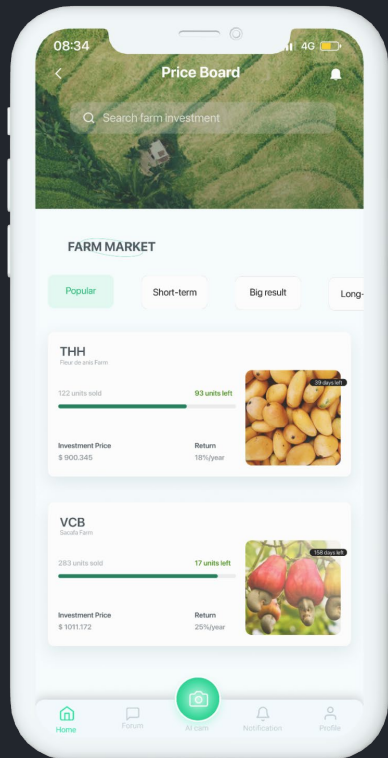 08:34
4G
Price Board
Search farm investment
FARM MARKET
Popular
Short-term
Big result
Long-
THH
Fleur de anis Farm
39 days left
122 units sold
93 units left
Investment Price
Return
$ 900.345
18%/year
VCB
Sacafa Farm
158 days left
283 units sold
17 units left
Investment Price
Return
$ 1011.172
25%/year
Home
Forum
AI cam
Notification
Profile